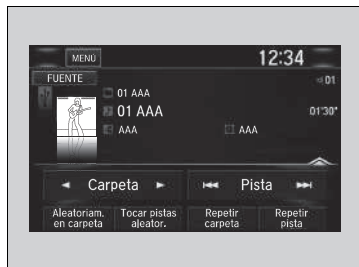 MENÚ
12:34
FUENTE
01
01 AAA
01 AAA
01'30"
AAA
AAA
Carpeta
Pista
Aleatoriam. en carpeta
Tocar pistas aleator.
Repetir carpeta
Repetir pista